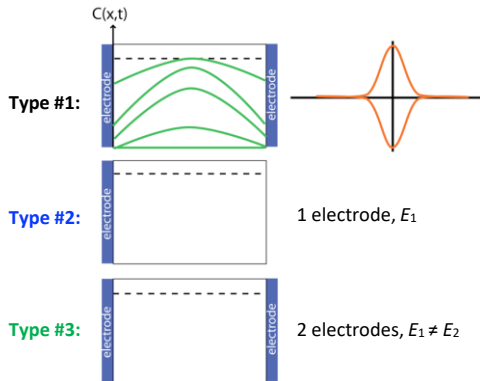 C(x,t)
Type #1:
electrode
electrode
Type #2:
electrode
1 electrode, E₁
Type #3:
electrode
electrode
2 electrodes, E₁ ≠ E₂